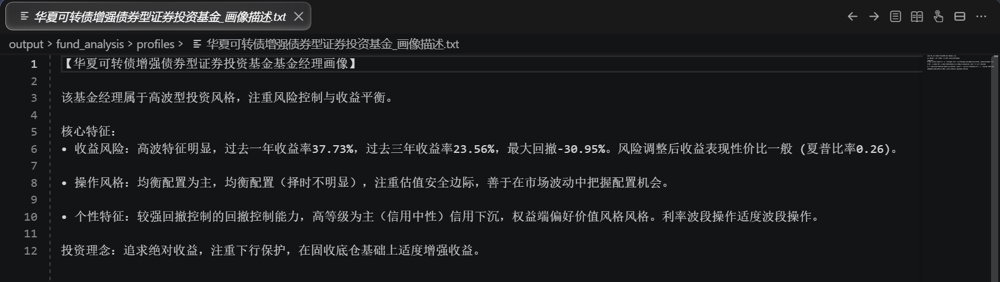 华夏可转债增强债券型证券投资基金_画像描述.txt
output > fund_analysis > profiles > 华夏可转债增强债券型证券投资基金_画像描述.txt
1 【华夏可转债增强债券型证券投资基金基金经理画像】
2
3 该基金经理属于高波型投资风格，注重风险控制与收益平衡。
4
5 核心特征：
6 • 收益风险：高波特征明显，过去一年收益率37.73%，过去三年收益率23.56%，最大回撤-30.95%。风险调整后收益表现性价比一般 (夏普比率0.26)。
7
8 • 操作风格：均衡配置为主，均衡配置（择时不明显），注重估值安全边际，善于在市场波动中把握配置机会。
9
10 • 个性特征：较强回撤控制的回撤控制能力，高等级为主（信用中性）信用下沉，权益端偏好价值风格风格。利率波段操作适度波段操作。
11
12 投资理念：追求绝对收益，注重下行保护，在固收底仓基础上适度增强收益。